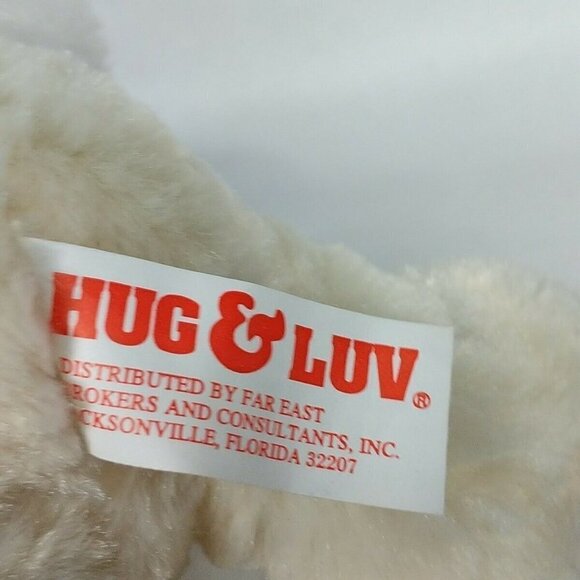 HUG & LUV®
DISTRIBUTED BY FAR EAST
BROKERS AND CONSULTANTS, INC.
JACKSONVILLE, FLORIDA 32207